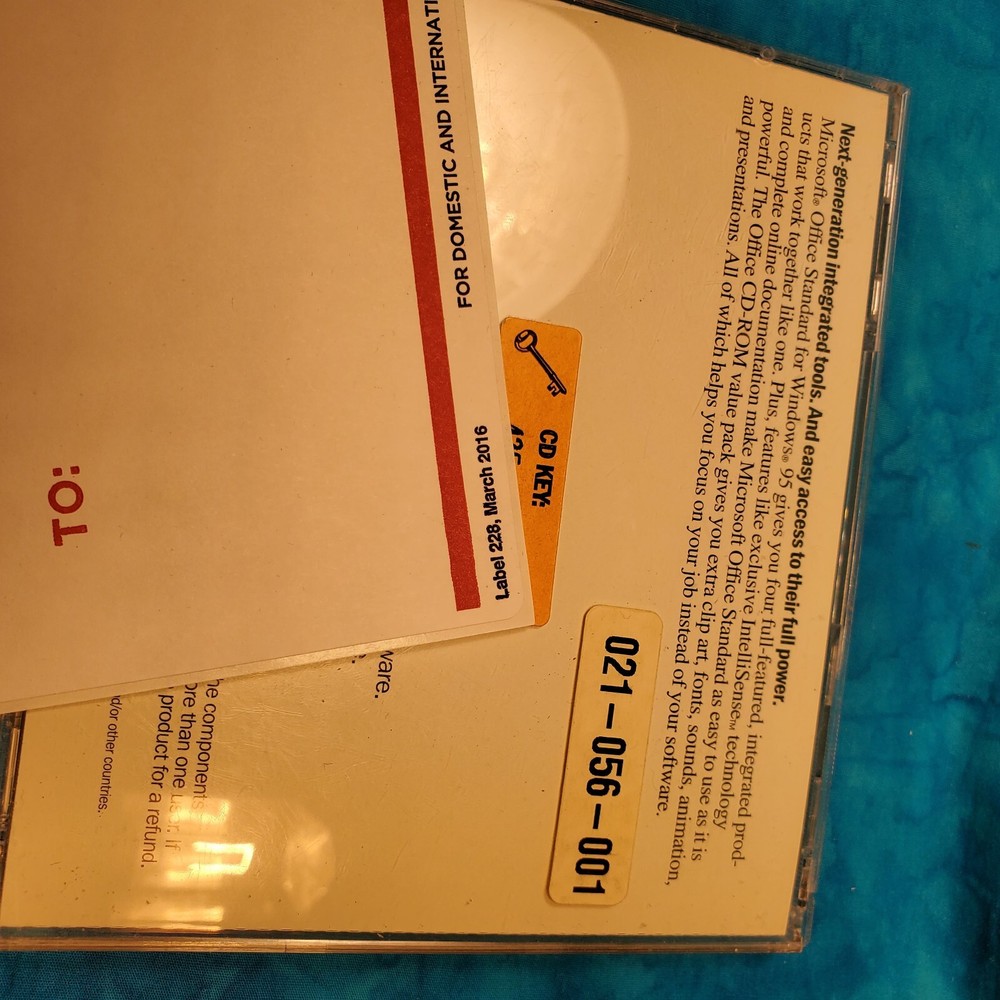 Next-generation integrated tools. And easy access to their full power.
Microsoft® Office Standard for Windows® 95 gives you four full-featured, integrated prod-
ucts that work together like one. Plus, features like exclusive IntelliSense™ technology
and complete online documentation make Microsoft Office Standard as easy to use as it is
powerful. The Office CD-ROM value pack gives you extra clip art, fonts, sounds, animation,
and presentations. All of which helps you focus on your job instead of your software.
021-056-001
CD KEY:
ware.
he components
ore than one user. If
product for a refund.
d/or other countries.
FOR DOMESTIC AND INTERNATI
Label 228, March 2016
TO: